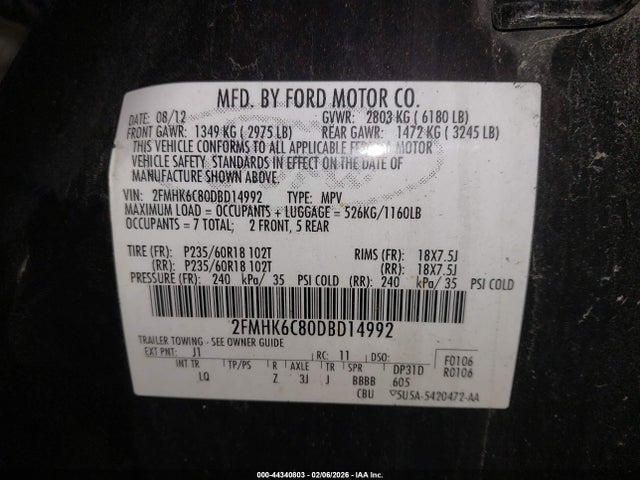 MFD. BY FORD MOTOR CO.
DATE: 08/12 GVWR: 2803 KG ( 6180 LB)
FRONT GAWR: 1349 KG ( 2975 LB) REAR GAWR: 1472 KG ( 3245 LB)
THIS VEHICLE CONFORMS TO ALL APPLICABLE FEDERAL MOTOR
VEHICLE SAFETY STANDARDS IN EFFECT ON THE DATE OF
MANUFACTURE SHOWN ABOVE.
VIN: 2FMHK6C80DBD14992 TYPE: MPV
MAXIMUM LOAD = OCCUPANTS + LUGGAGE = 526KG/1160LB
OCCUPANTS = 7 TOTAL; 2 FRONT, 5 REAR
TIRE (FR): P235/60R18 102T RIMS (FR): 18X7.5J
(RR): P235/60R18 102T (RR): 18X7.5J
PRESSURE (FR): 240 kPa/ 35 PSI COLD (RR): 240 kPa/ 35 PSI COLD
2FMHK6C80DBD14992
TRAILER TOWING - SEE OWNER GUIDE
EXT PNT: J1 RC: 11 DSO: F0106
INT TR TP/PS R AXLE TR SPR DP31D R0106
LQ Z 3J J BBBB 605
CBU 5U5A-5420472-AA
000-44340803 - 02/06/2026 - IAA Inc.